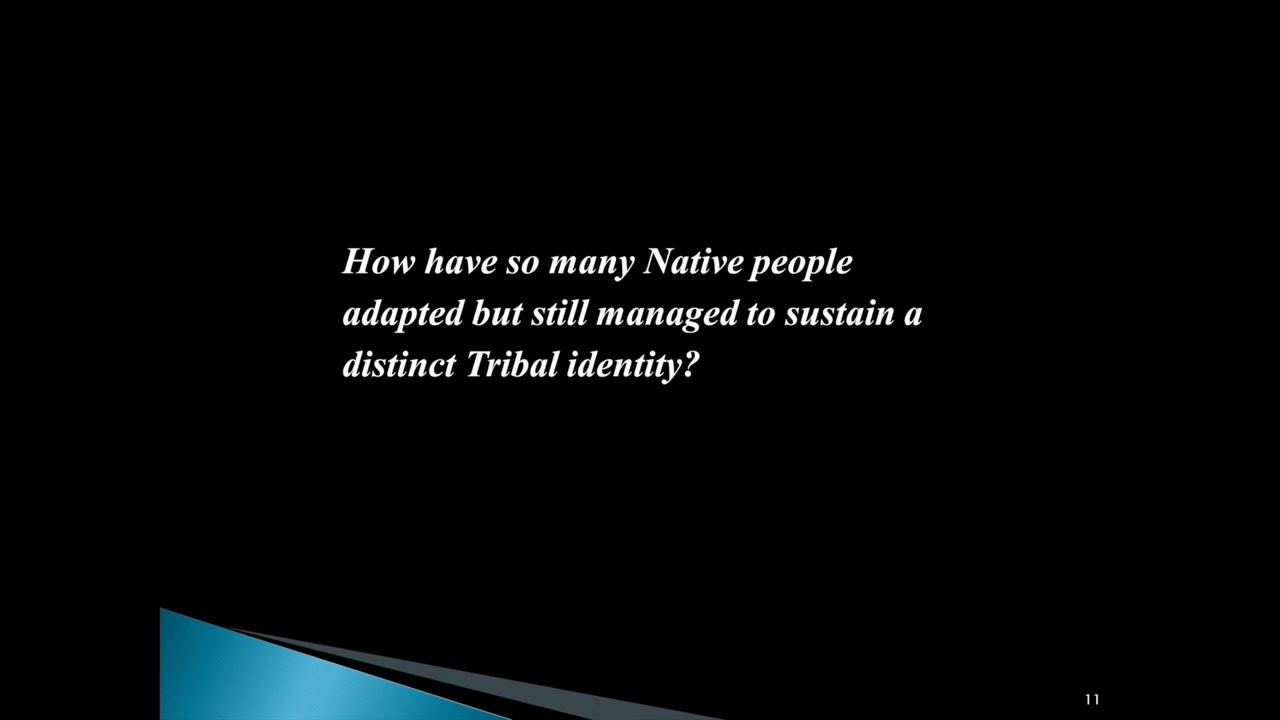 How have so many Native people
adapted but still managed to sustain a
distinct Tribal identity?
11